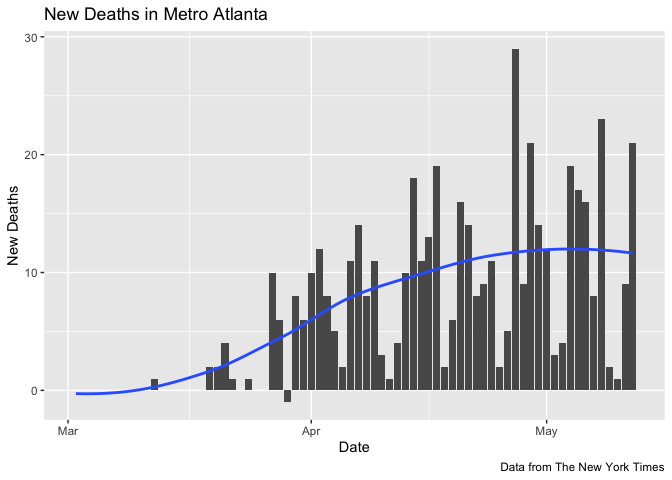 New Deaths in Metro Atlanta
30
20
10
0
New Deaths
Mar
Apr
May
Date
Data from The New York Times